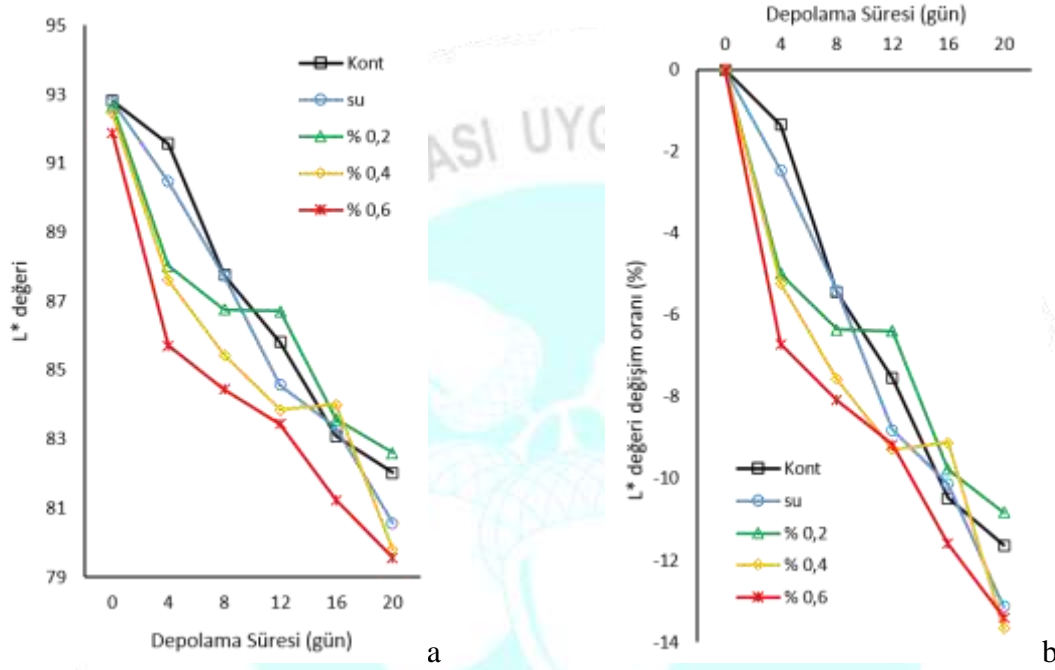 95
93
91
89
87
85
83
81
79
L* değeri
Kont
su
% 0,2
% 0,4
% 0,6
0 4 8 12 16 20
Depolama Süresi (gün)
a
ASI UYG
Depolama Süresi (gün)
0 4 8 12 16 20
0
-2
-4
-6
-8
-10
-12
-14
L* değeri değişim oranı (%)
Kont
su
% 0,2
% 0,4
% 0,6
b